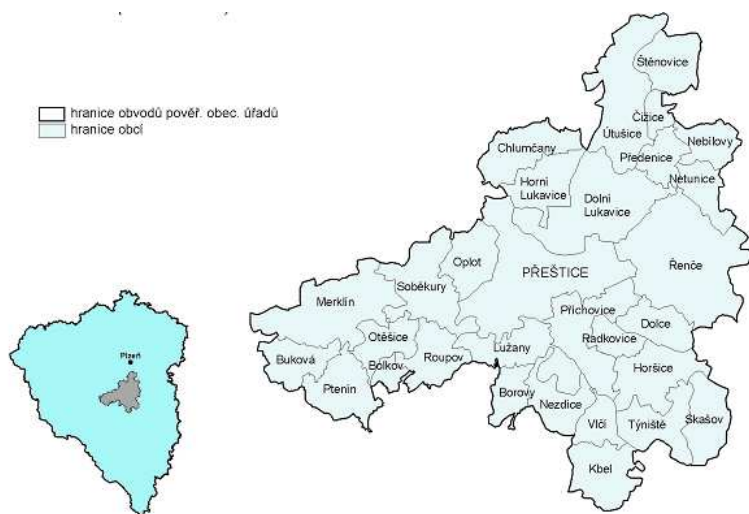 hranice obvodů pověř. obec. úřadů
hranice obcí
Štěnovice
Čižice
Útušice
Nebílovy
Chlumčany
Předenice
Netunice
Horní
Lukavice
Dolní
Lukavice
Řenče
Oplot
PŘEŠTICE
Soběkury
Merklín
Příchovice
Dolce
Otěšice
Radkovice
Lužany
Roupov
Buková
Bolkov
Horšice
Plzeň
Ptenín
Borovy
Nezdice
Skašov
Vlčí
Týniště
Kbel